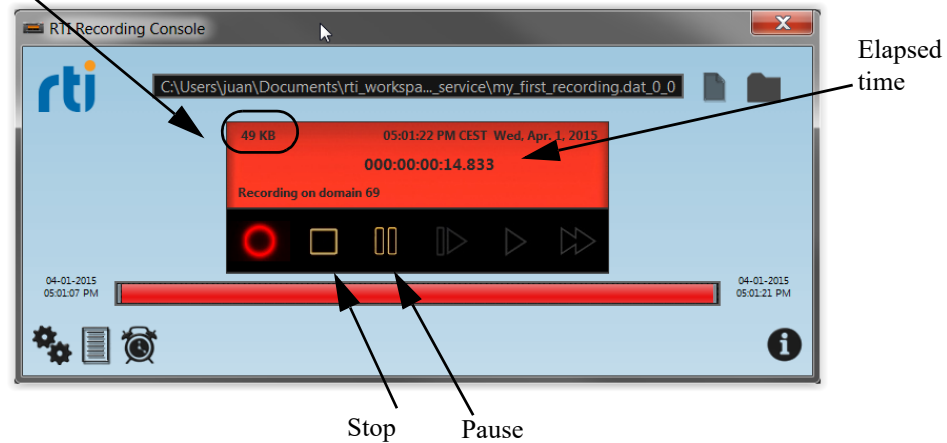 RTI Recording Console
X
Elapsed
time
rti
C:\Users\juan\Documents\rti_workspa..._service\my_first_recording.dat_0_0
49 KB
05:01:22 PM CEST Wed, Apr. 1, 2015
000:00:00:14.833
Recording on domain 69
04-01-2015
05:01:07 PM
04-01-2015
05:01:21 PM
Stop
Pause